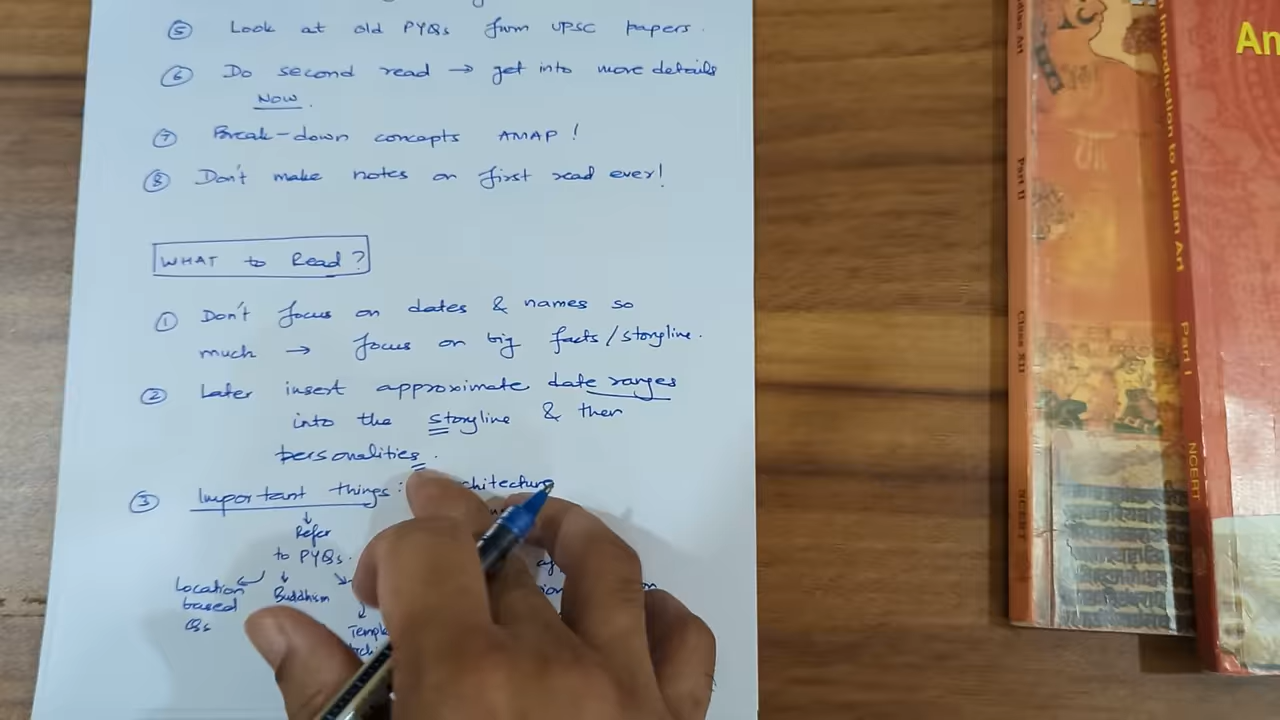 ⑤ Look at old PYQs from UPSC papers.
⑥ Do second read → get into more details
NOW.
⑦ Break-down concepts AMAP!
⑧ Don't make notes on first read ever!
WHAT to Read?
① Don't focus on dates & names so
much → focus on big facts/storyline.
② Later insert approximate date ranges
into the storyline & then
personalities.
③ Important things:
Refer
to PYQs.
Location
based
Qs
Buddhism
Part II
Class XII
NCERT
An Introduction to Indian Art
Part I
NCERT
An